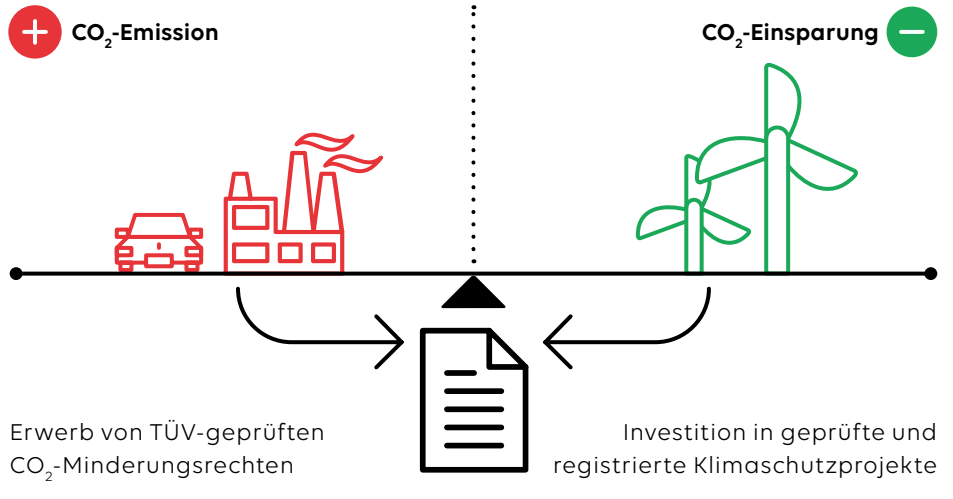 CO₂-Emission
CO₂-Einsparung
Erwerb von TÜV-geprüften
CO₂-Minderungsrechten
Investition in geprüfte und
registrierte Klimaschutzprojekte